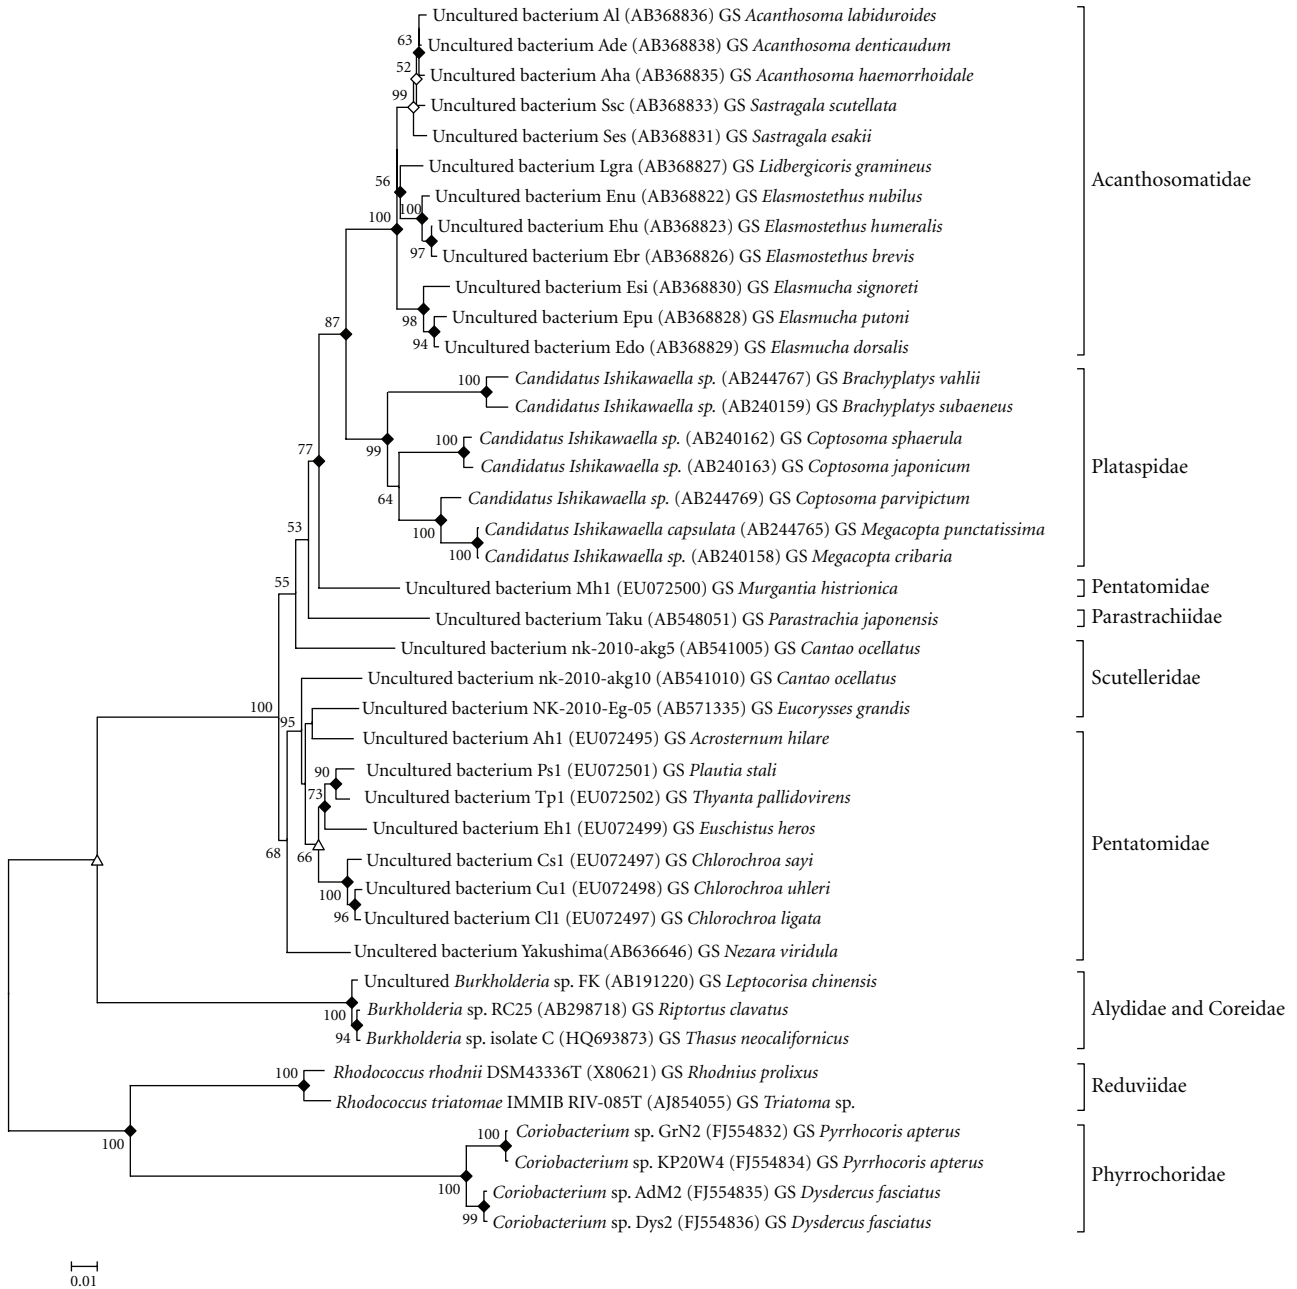 Uncultured bacterium Al (AB368836) GS Acanthosoma labiduroides
63
Uncultured bacterium Ade (AB368838) GS Acanthosoma denticaudum
52
Uncultured bacterium Aha (AB368835) GS Acanthosoma haemorrhoidale
99
Uncultured bacterium Ssc (AB368833) GS Sastragala scutellata
Uncultured bacterium Ses (AB368831) GS Sastragala esakii
Uncultured bacterium Lgra (AB368827) GS Lidbergicoris gramineus
56
Acanthosomatidae
Uncultured bacterium Enu (AB368822) GS Elasmostethus nubilus
100
100
Uncultured bacterium Ehu (AB368823) GS Elasmostethus humeralis
97
Uncultured bacterium Ebr (AB368826) GS Elasmostethus brevis
Uncultured bacterium Esi (AB368830) GS Elasmucha signoreti
98
Uncultured bacterium Epu (AB368828) GS Elasmucha putoni
87
94
Uncultured bacterium Edo (AB368829) GS Elasmucha dorsalis
100
Candidatus Ishikawaella sp. (AB244767) GS Brachyplatys vahlii
Candidatus Ishikawaella sp. (AB240159) GS Brachyplatys subaeneus
100
Candidatus Ishikawaella sp. (AB240162) GS Coptosoma sphaerula
77
99
Candidatus Ishikawaella sp. (AB240163) GS Coptosoma japonicum
Plataspidae
64
Candidatus Ishikawaella sp. (AB244769) GS Coptosoma parvipictum
53
100
Candidatus Ishikawaella capsulata (AB244765) GS Megacopta punctatissima
100
Candidatus Ishikawaella sp. (AB240158) GS Megacopta cribaria
55
Uncultured bacterium Mh1 (EU072500) GS Murgantia histrionica
Pentatomidae
Uncultured bacterium Taku (AB548051) GS Parastrachia japonensis
Parastrachiidae
Uncultured bacterium nk-2010-akg5 (AB541005) GS Cantao ocellatus
Uncultured bacterium nk-2010-akg10 (AB541010) GS Cantao ocellatus
Scutelleridae
100
95
Uncultured bacterium NK-2010-Eg-05 (AB571335) GS Eucorysses grandis
Uncultured bacterium Ah1 (EU072495) GS Acrosternum hilare
90
Uncultured bacterium Ps1 (EU072501) GS Plautia stali
73
Uncultured bacterium Tp1 (EU072502) GS Thyanta pallidovirens
Uncultured bacterium Eh1 (EU072499) GS Euschistus heros
Pentatomidae
68
66
Uncultured bacterium Cs1 (EU072497) GS Chlorochroa sayi
100
Uncultured bacterium Cu1 (EU072498) GS Chlorochroa uhleri
96
Uncultured bacterium Cl1 (EU072497) GS Chlorochroa ligata
Uncultered bacterium Yakushima(AB636646) GS Nezara viridula
Uncultured Burkholderia sp. FK (AB191220) GS Leptocorisa chinensis
100
Burkholderia sp. RC25 (AB298718) GS Riptortus clavatus
Alydidae and Coreidae
94
Burkholderia sp. isolate C (HQ693873) GS Thasus neocalifornicus
100
Rhodococcus rhodnii DSM43336T (X80621) GS Rhodnius prolixus
Reduviidae
Rhodococcus triatomae IMMIB RIV-085T (AJ854055) GS Triatoma sp.
100
100
Coriobacterium sp. GrN2 (FJ554832) GS Pyrrhocoris apterus
Coriobacterium sp. KP20W4 (FJ554834) GS Pyrrhocoris apterus
Phyrrochoridae
100
Coriobacterium sp. AdM2 (FJ554835) GS Dysdercus fasciatus
99
Coriobacterium sp. Dys2 (FJ554836) GS Dysdercus fasciatus
0.01